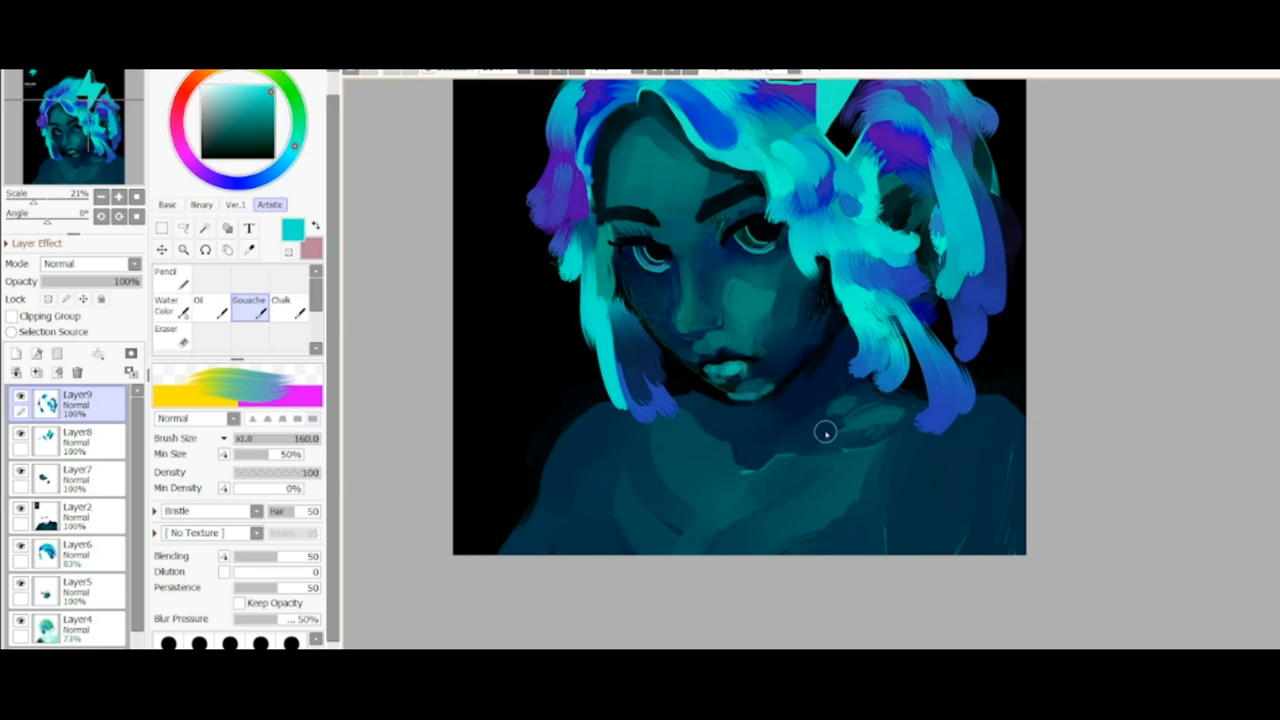 Scale 21%
Angle 0°
Layer Effect
Mode Normal
Opacity 100%
Lock
Clipping Group
Selection Source
Layer9
Normal
100%
Layer8
Normal
100%
Layer7
Normal
100%
Layer2
Normal
100%
Layer6
Normal
83%
Layer5
Normal
100%
Layer4
Normal
73%
Basic Binary Ver.1 Artistic
T
Pencil
Water Color Oil Gouache Chalk
Eraser
Normal
Brush Size x1.0 160.0
Min Size 50%
Density 100
Min Density 0%
Bristle Hair 50
[ No Texture ]
Blending 50
Dilution 0
Persistence 50
Keep Opacity
Blur Pressure ... 50%